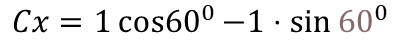 Cx = 1 cos60⁰ − 1 · sin 60⁰